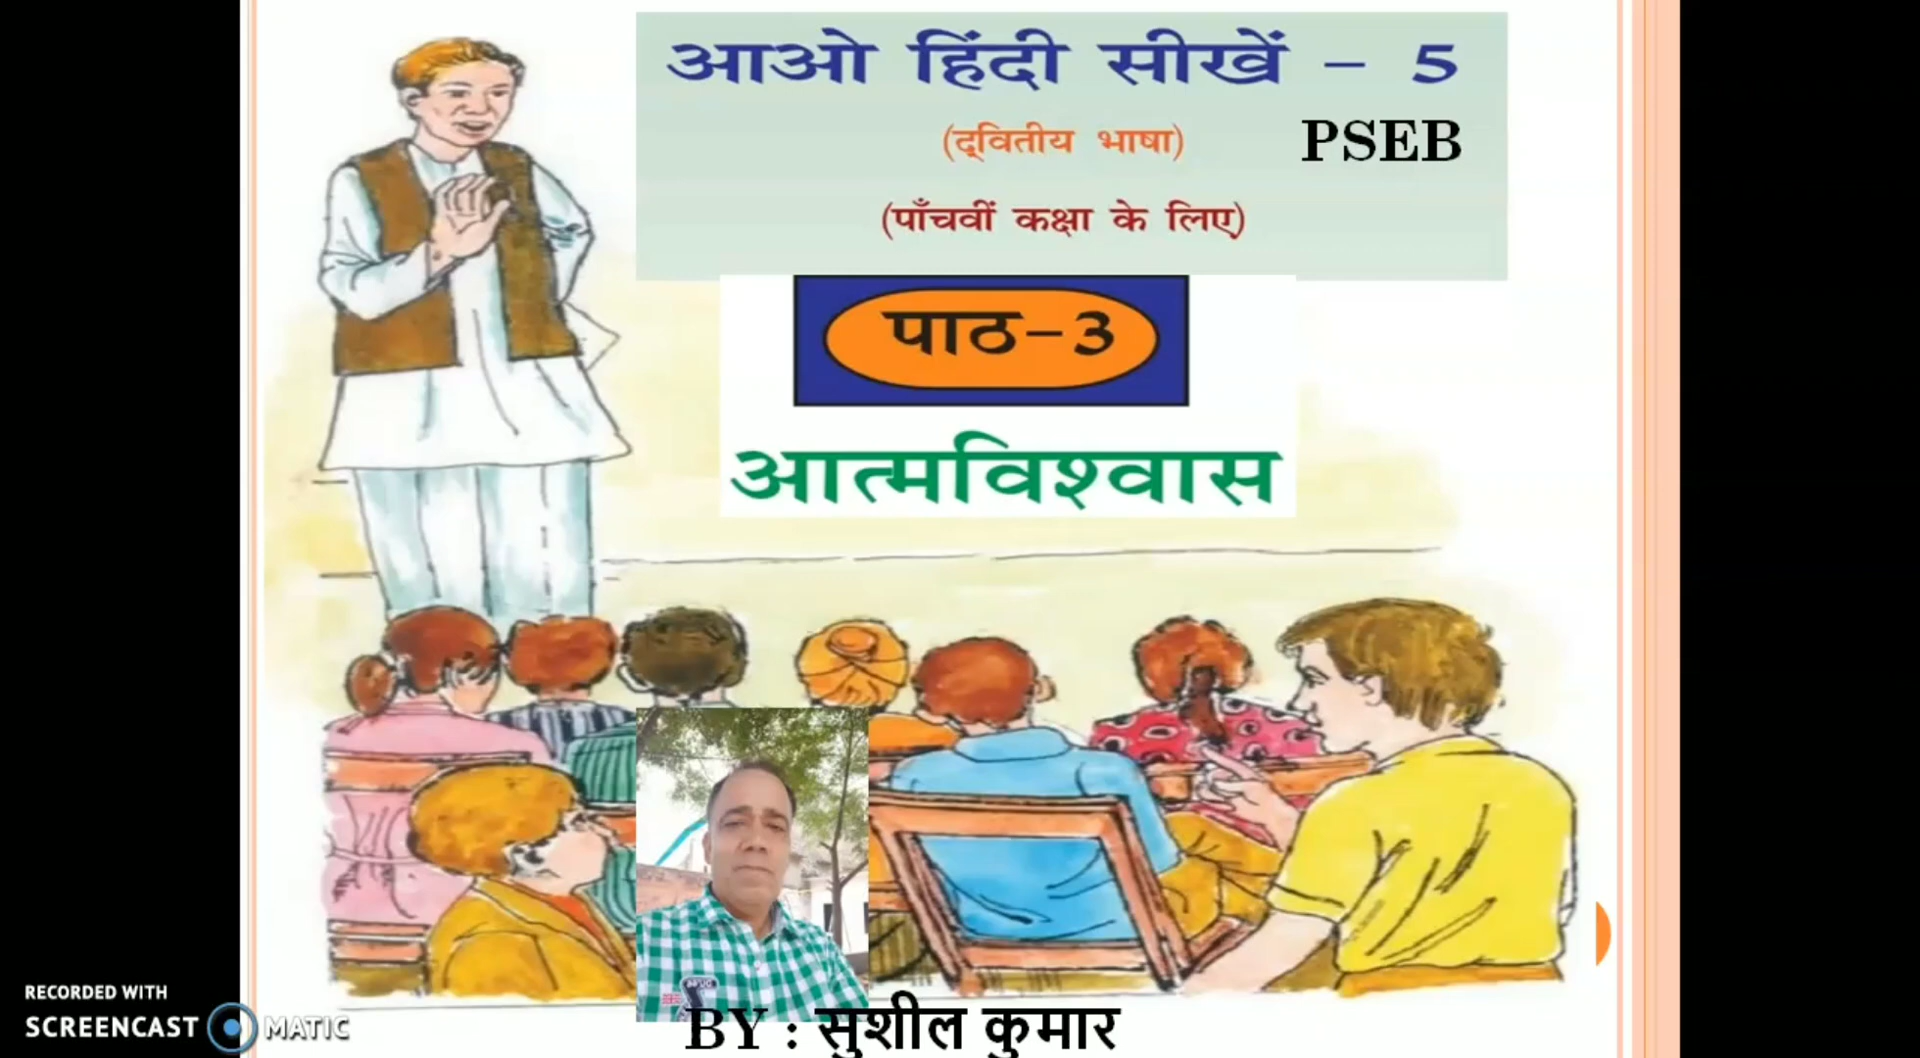 आओ हिंदी सीखें - 5
(द्वितीय भाषा) PSEB
(पाँचवीं कक्षा के लिए)
पाठ-3
आत्मविश्वास
BY : सुशील कुमार
RECORDED WITH
SCREENCAST MATIC